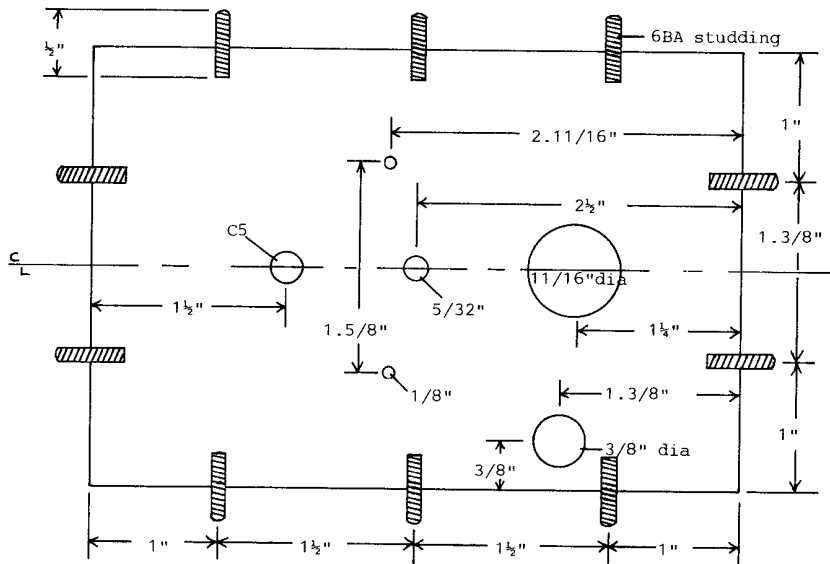 ½"
6BA studding
2.11/16"
1"
2½"
C5
1.3/8"
C
L
11/16"dia
5/32"
1½"
1.5/8"
1¼"
1/8"
1.3/8"
1"
3/8" dia
3/8"
1" 1½" 1½" 1"